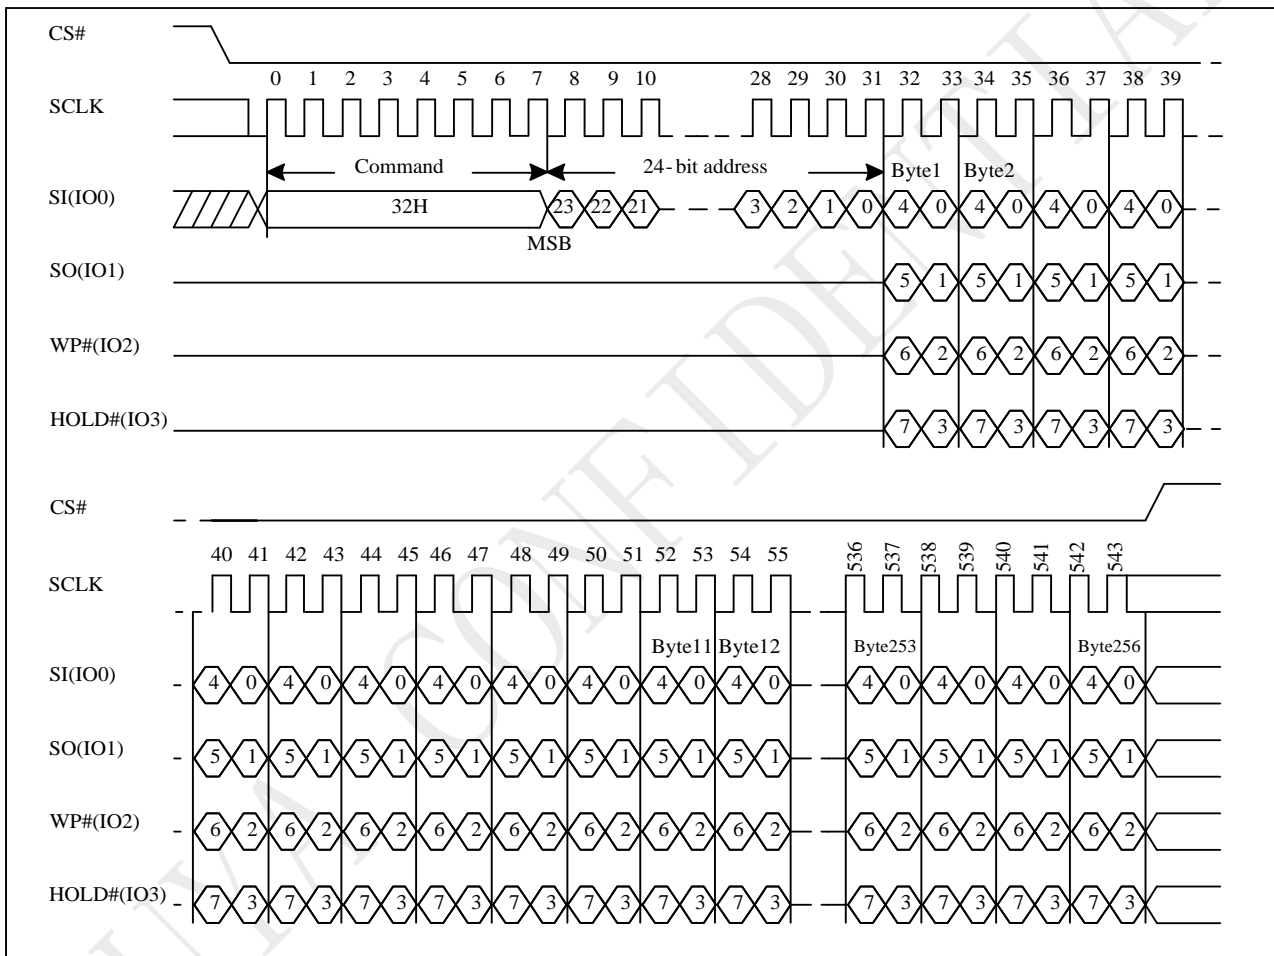 CS#
0 1 2 3 4 5 6 7 8 9 10 28 29 30 31 32 33 34 35 36 37 38 39
SCLK
Command 24-bit address Byte1 Byte2
SI(IO0) 32H 23 22 21 3 2 1 0 4 0 4 0 4 0 4 0
MSB
SO(IO1) 5 1 5 1 5 1 5 1
WP#(IO2) 6 2 6 2 6 2 6 2
HOLD#(IO3) 7 3 7 3 7 3 7 3
CS#
40 41 42 43 44 45 46 47 48 49 50 51 52 53 54 55 536 537 538 539 540 541 542 543
SCLK
Byte11 Byte12 Byte253 Byte256
SI(IO0) 4 0 4 0 4 0 4 0 4 0 4 0 4 0 4 0 4 0 4 0 4 0 4 0
SO(IO1) 5 1 5 1 5 1 5 1 5 1 5 1 5 1 5 1 5 1 5 1 5 1 5 1
WP#(IO2) 6 2 6 2 6 2 6 2 6 2 6 2 6 2 6 2 6 2 6 2 6 2 6 2
HOLD#(IO3) 7 3 7 3 7 3 7 3 7 3 7 3 7 3 7 3 7 3 7 3 7 3 7 3